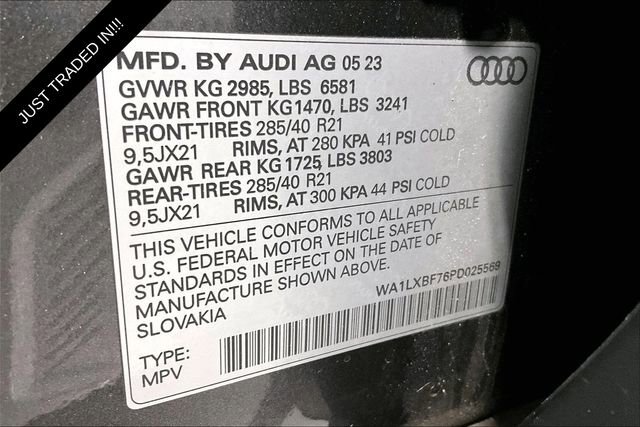 JUST TRADED IN!!!
MFD. BY AUDI AG 05 23
GVWR KG 2985, LBS 6581
GAWR FRONT KG1470, LBS 3241
FRONT-TIRES 285/40 R21
9,5JX21 RIMS, AT 280 KPA 41 PSI COLD
GAWR REAR KG 1725, LBS 3803
REAR-TIRES 285/40 R21
9,5JX21 RIMS, AT 300 KPA 44 PSI COLD
THIS VEHICLE CONFORMS TO ALL APPLICABLE
U.S. FEDERAL MOTOR VEHICLE SAFETY
STANDARDS IN EFFECT ON THE DATE OF
MANUFACTURE SHOWN ABOVE.
SLOVAKIA
WA1LXBF76PD025569
TYPE:
MPV